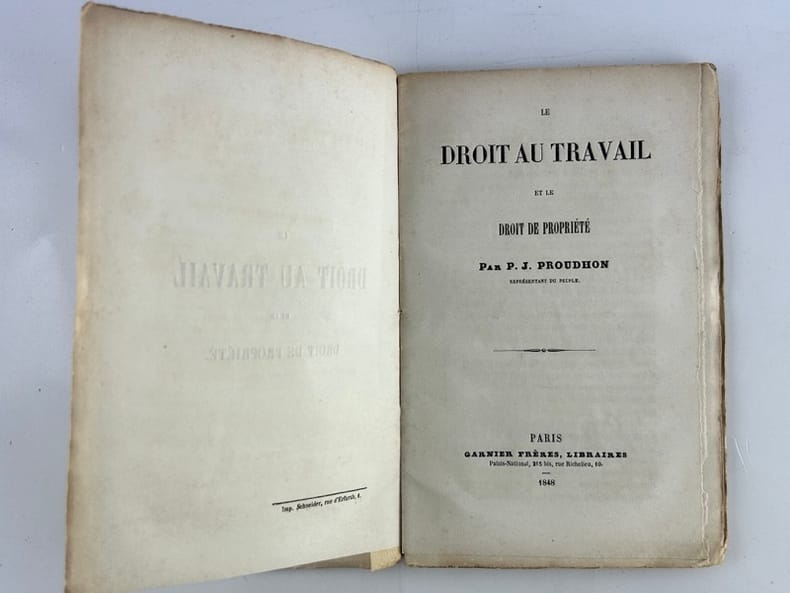 Imp. Schneider, rue d'Erfurth, 1.
LE
DROIT AU TRAVAIL
ET LE
DROIT DE PROPRIÉTÉ
PAR P. J. PROUDHON
REPRÉSENTANT DU PEUPLE.
PARIS
GARNIER FRÈRES, LIBRAIRES
Palais-National, 215 bis, rue Richelieu, 10.
1848